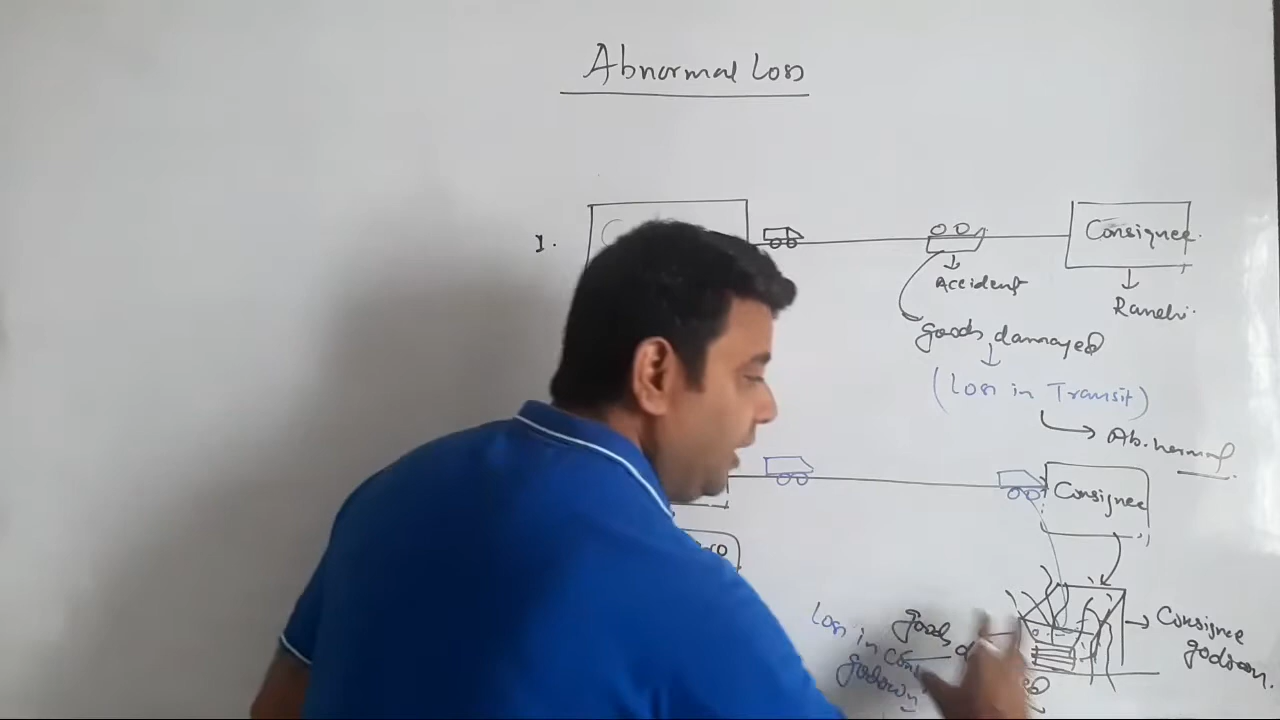 Abnormal Loss
1.
Consignee.
Accident
Ranchi.
goods damaged
(Loss in Transit)
Ab.normal.
Consignee
Consignee
godown.
goods
Loss in
godown